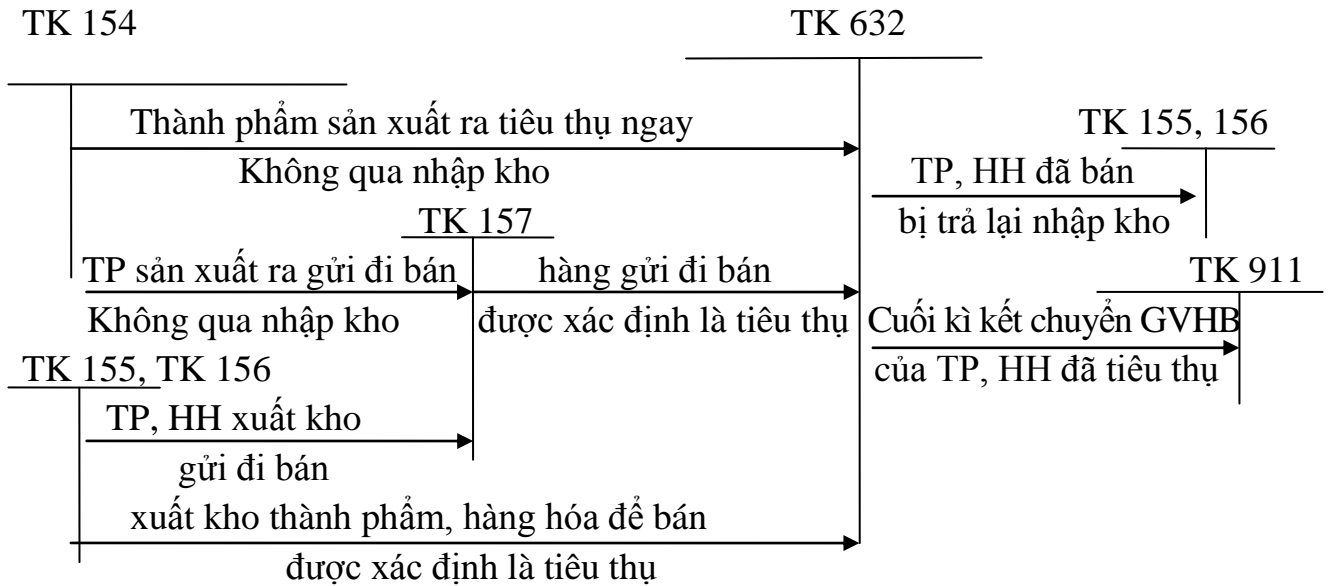 TK 154 TK 632
Thành phẩm sản xuất ra tiêu thụ ngay TK 155, 156
Không qua nhập kho TP, HH đã bán
TK 157 bị trả lại nhập kho
TP sản xuất ra gửi đi bán hàng gửi đi bán TK 911
Không qua nhập kho được xác định là tiêu thụ Cuối kì kết chuyển GVHB
TK 155, TK 156 của TP, HH đã tiêu thụ
TP, HH xuất kho
gửi đi bán
xuất kho thành phẩm, hàng hóa để bán
được xác định là tiêu thụ